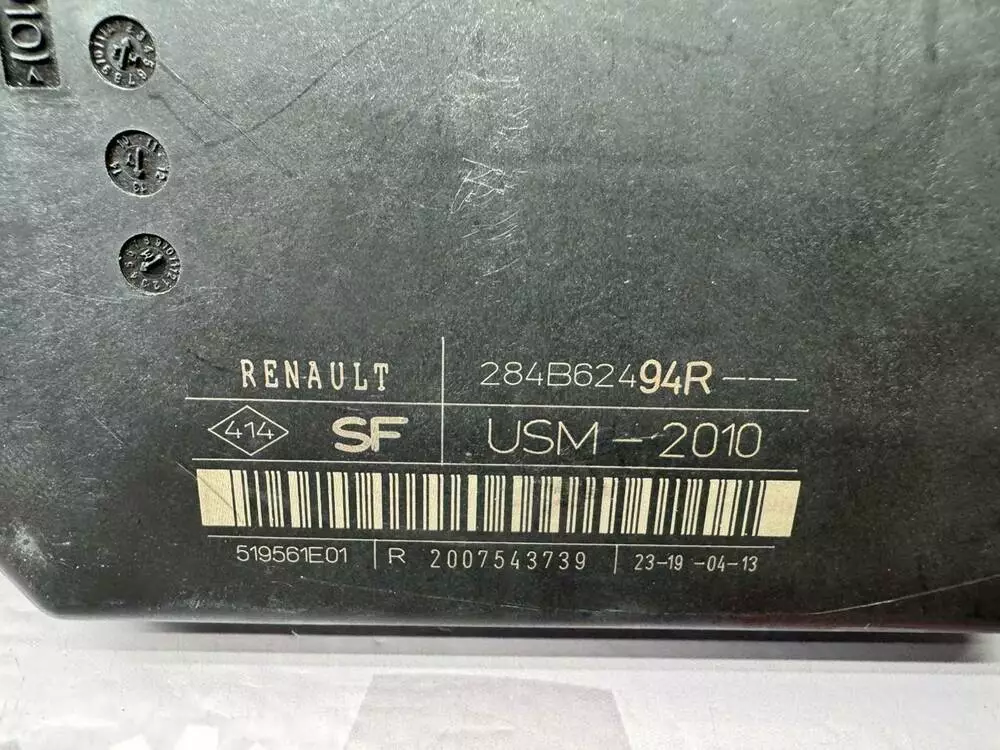 RENAULT 284B62494R---
414 SF USM-2010
519561E01 R 2007543739 23-19 -04-13